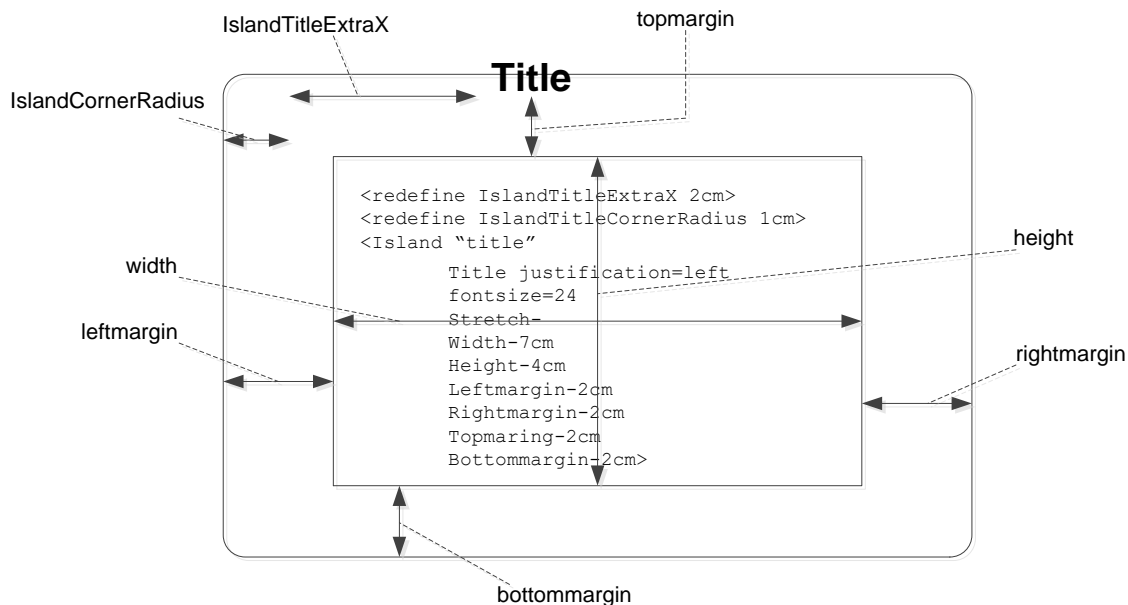 IslandTitleExtraX
topmargin
Title
IslandCornerRadius
<redefine IslandTitleExtraX 2cm>
<redefine IslandTitleCornerRadius 1cm>
<Island “title”
height
width
Title justification=left
fontsize=24
Stretch-
leftmargin
Width-7cm
rightmargin
Height-4cm
Leftmargin-2cm
Rightmargin-2cm
Topmaring-2cm
Bottommargin-2cm>
bottommargin